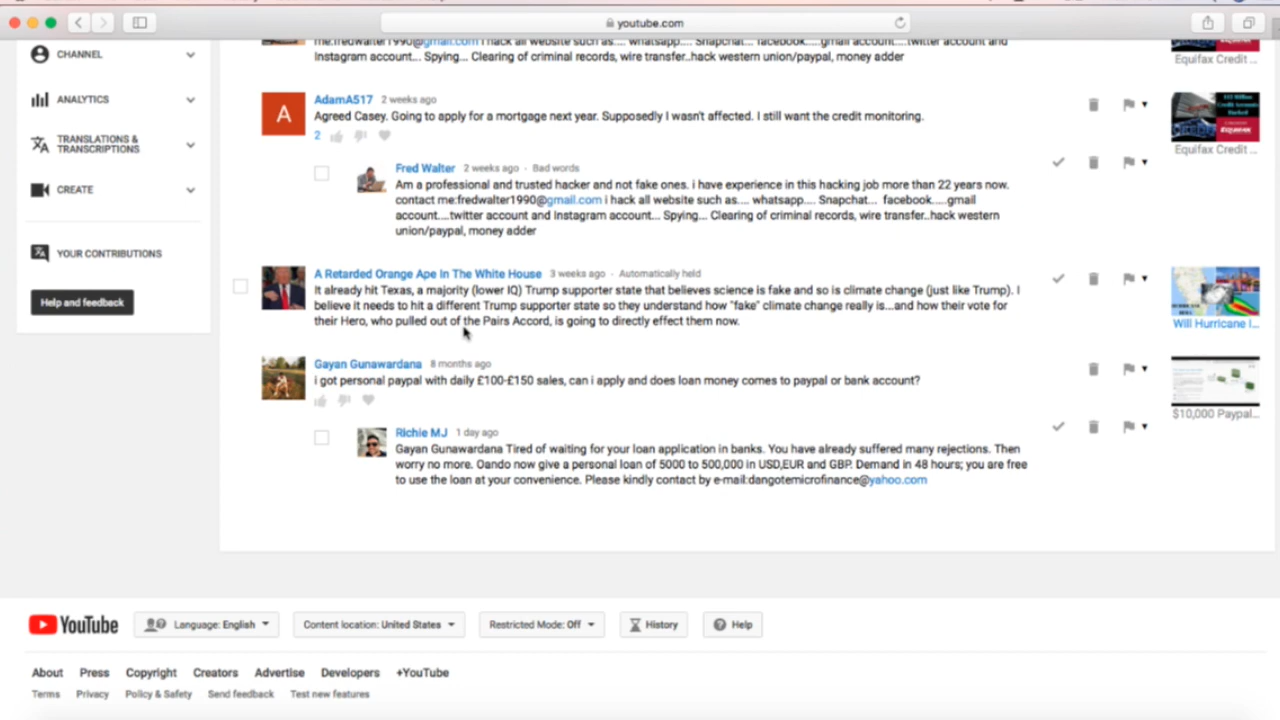 youtube.com
CHANNEL
ANALYTICS
TRANSLATIONS &
TRANSCRIPTIONS
CREATE
YOUR CONTRIBUTIONS
Help and feedback
me:fredwalter1990@gmail.com i hack all website such as.... whatsapp.... Snapchat... facebook.....gmail account....twitter account and
Instagram account... Spying... Clearing of criminal records, wire transfer..hack western union/paypal, money adder
Equifax Credit ...
AdamA517 2 weeks ago
Agreed Casey. Going to apply for a mortgage next year. Supposedly I wasn't affected. I still want the credit monitoring.
2
Equifax Credit ...
Fred Walter 2 weeks ago · Bad words
Am a professional and trusted hacker and not fake ones. i have experience in this hacking job more than 22 years now.
contact me:fredwalter1990@gmail.com i hack all website such as.... whatsapp.... Snapchat... facebook.....gmail
account....twitter account and Instagram account... Spying... Clearing of criminal records, wire transfer..hack western
union/paypal, money adder
A Retarded Orange Ape In The White House 3 weeks ago · Automatically held
It already hit Texas, a majority (lower IQ) Trump supporter state that believes science is fake and so is climate change (just like Trump). I
believe it needs to hit a different Trump supporter state so they understand how "fake" climate change really is...and how their vote for
their Hero, who pulled out of the Pairs Accord, is going to directly effect them now.
Will Hurricane I...
Gayan Gunawardana 8 months ago
i got personal paypal with daily £100-£150 sales, can i apply and does loan money comes to paypal or bank account?
$10,000 Paypal...
Richie MJ 1 day ago
Gayan Gunawardana Tired of waiting for your loan application in banks. You have already suffered many rejections. Then
worry no more. Oando now give a personal loan of 5000 to 500,000 in USD,EUR and GBP. Demand in 48 hours; you are free
to use the loan at your convenience. Please kindly contact by e-mail:dangotemicrofinance@yahoo.com
YouTube
Language: English
Content location: United States
Restricted Mode: Off
History
Help
About Press Copyright Creators Advertise Developers +YouTube
Terms Privacy Policy & Safety Send feedback Test new features